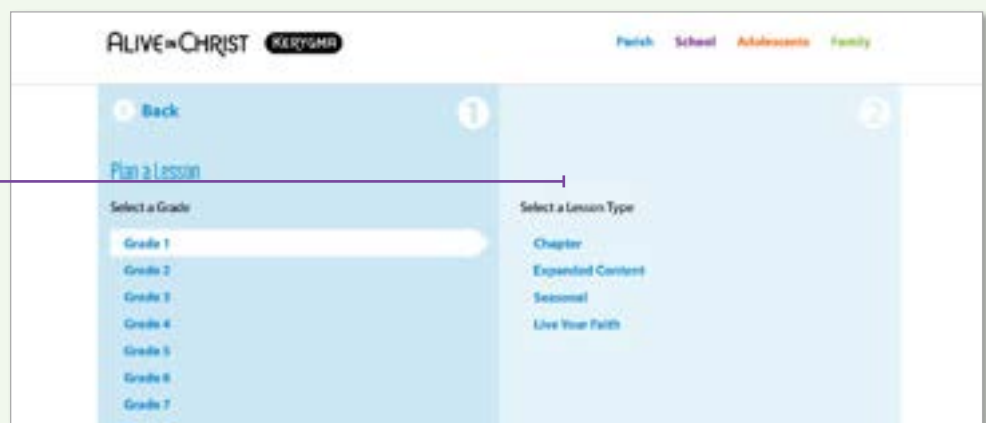 ALIVE IN CHRIST KERYGMA
Parish School Adolescents Family
Back
1
2
Plan a Lesson
Select a Grade
Grade 1
Grade 2
Grade 3
Grade 4
Grade 5
Grade 6
Grade 7
Select a Lesson Type
Chapter
Expanded Content
Seasonal
Live Your Faith